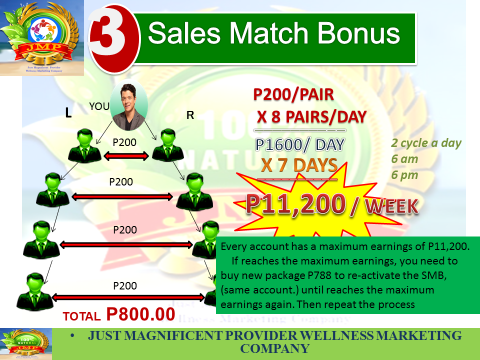 JMP
3
Sales Match Bonus
L
YOU
R
P200
P200
P200
P200
TOTAL P800.00
P200/PAIR
X 8 PAIRS/DAY
P1600/ DAY
X 7 DAYS
P11,200 / WEEK
2 cycle a day
6 am
6 pm
Every account has a maximum earnings of P11,200.
If reaches the maximum earnings, you need to
buy new package P788 to re-activate the SMB,
(same account.) until reaches the maximum
earnings again. Then repeat the process
• JUST MAGNIFICENT PROVIDER WELLNESS MARKETING
COMPANY